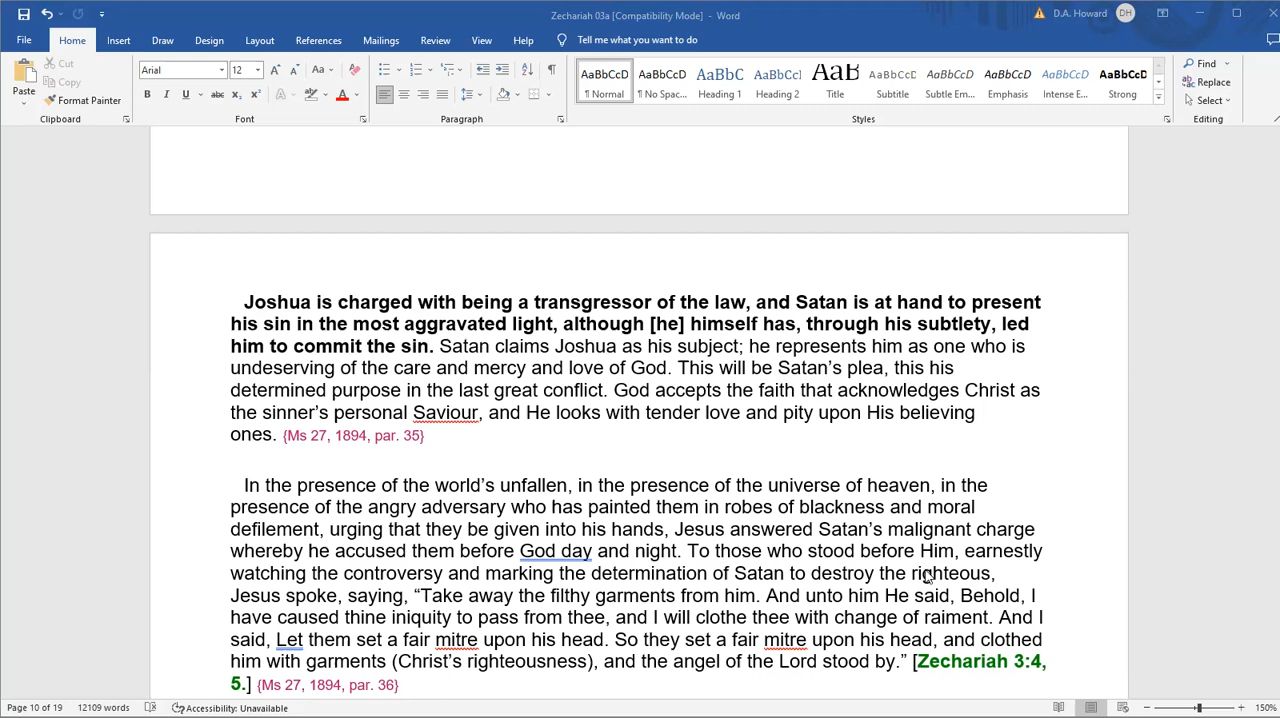 Zechariah 03a [Compatibility Mode] - Word
D.A. Howard DH
File Home Insert Draw Design Layout References Mailings Review View Help Tell me what you want to do
Paste
Cut
Copy
Format Painter
Clipboard
Arial 12
Font
Paragraph
AaBbCcD AaBbCcD AaBbC AaBbCcD AaB AaBbCcD AaBbCcD AaBbCcD AaBbCcD AaBbCcD
¶ Normal ¶ No Spac... Heading 1 Heading 2 Title Subtitle Subtle Em... Emphasis Intense E... Strong
Styles
Find
Replace
Select
Editing
Joshua is charged with being a transgressor of the law, and Satan is at hand to present
his sin in the most aggravated light, although [he] himself has, through his subtlety, led
him to commit the sin. Satan claims Joshua as his subject; he represents him as one who is
undeserving of the care and mercy and love of God. This will be Satan’s plea, this his
determined purpose in the last great conflict. God accepts the faith that acknowledges Christ as
the sinner’s personal Saviour, and He looks with tender love and pity upon His believing
ones. {Ms 27, 1894, par. 35}
In the presence of the world’s unfallen, in the presence of the universe of heaven, in the
presence of the angry adversary who has painted them in robes of blackness and moral
defilement, urging that they be given into his hands, Jesus answered Satan’s malignant charge
whereby he accused them before God day and night. To those who stood before Him, earnestly
watching the controversy and marking the determination of Satan to destroy the righteous,
Jesus spoke, saying, “Take away the filthy garments from him. And unto him He said, Behold, I
have caused thine iniquity to pass from thee, and I will clothe thee with change of raiment. And I
said, Let them set a fair mitre upon his head. So they set a fair mitre upon his head, and clothed
him with garments (Christ’s righteousness), and the angel of the Lord stood by.” [Zechariah 3:4,
5.] {Ms 27, 1894, par. 36}
Page 10 of 19 12109 words Accessibility: Unavailable 150%